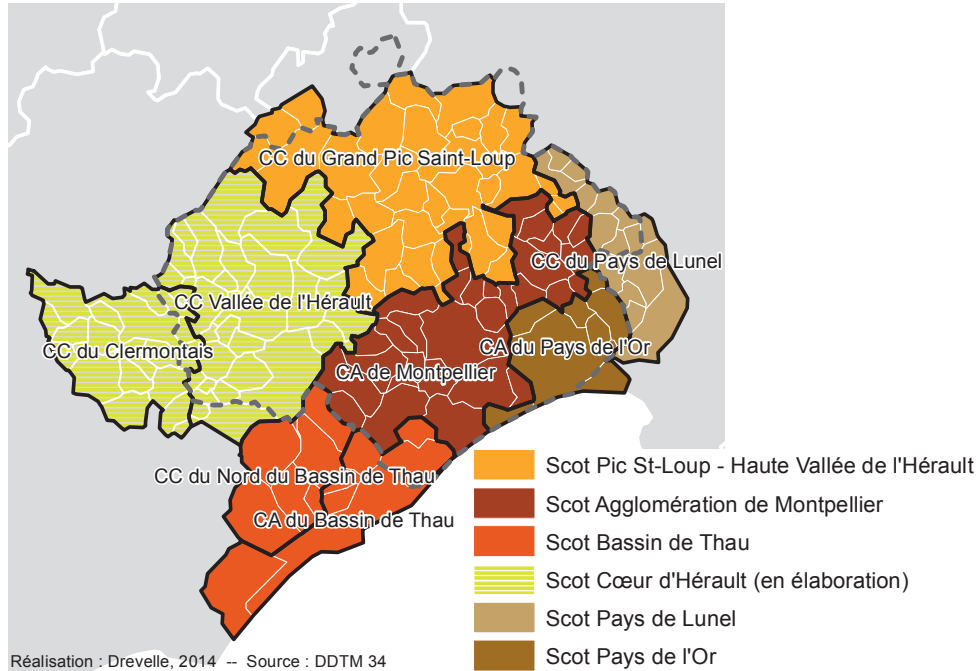 CC du Grand Pic Saint-Loup
CC du Pays de Lunel
CC Vallée de l'Hérault
CC du Clermontais
CA du Pays de l'Or
CA de Montpellier
CC du Nord du Bassin de Thau
CA du Bassin de Thau
Scot Pic St-Loup - Haute Vallée de l'Hérault
Scot Agglomération de Montpellier
Scot Bassin de Thau
Scot Cœur d'Hérault (en élaboration)
Scot Pays de Lunel
Scot Pays de l'Or
Réalisation : Drevelle, 2014 -- Source : DDTM 34